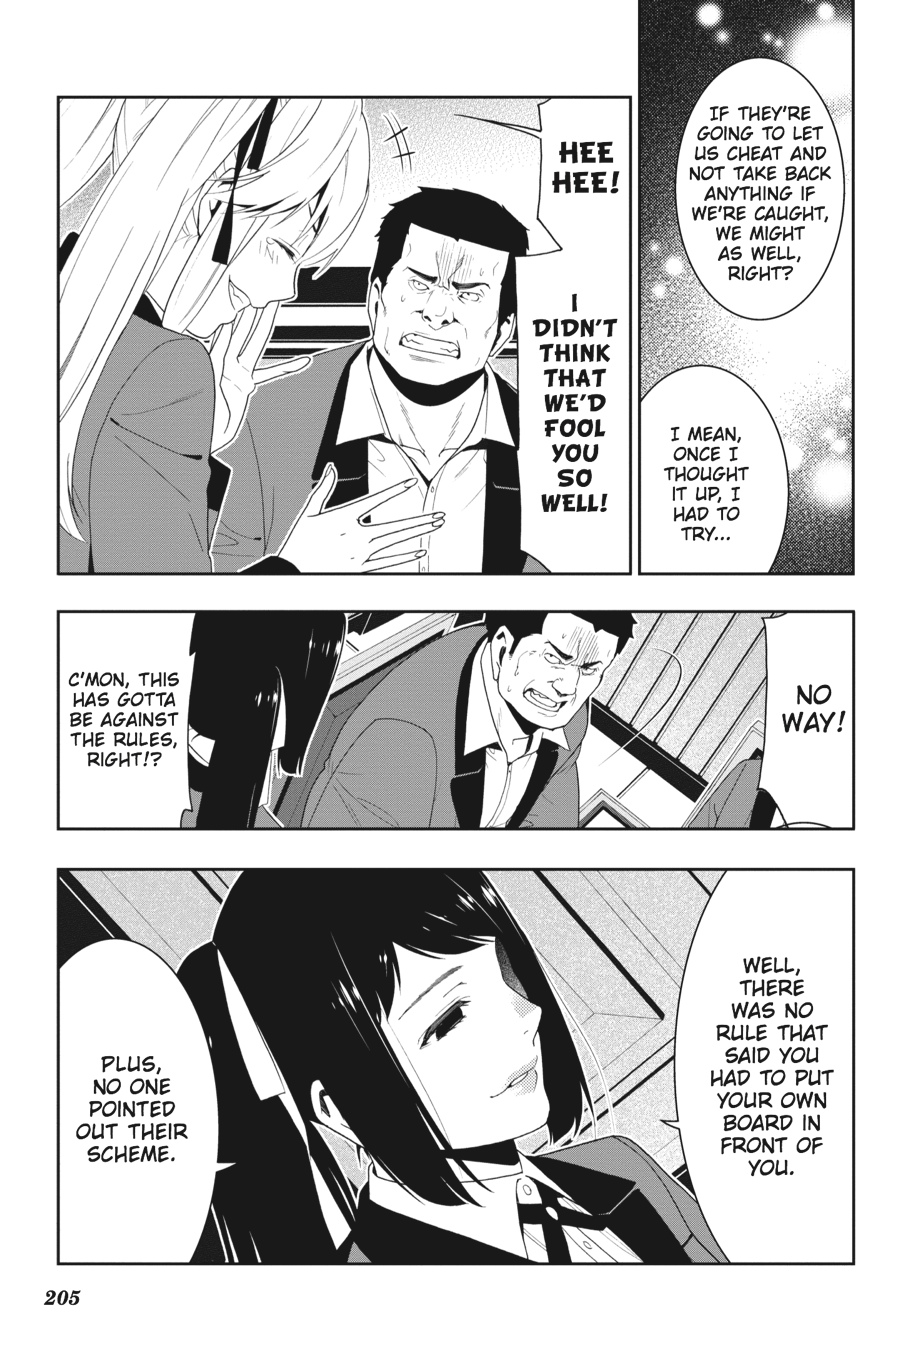 IF THEY'RE
GOING TO LET
US CHEAT AND
NOT TAKE BACK
ANYTHING IF
WE'RE CAUGHT,
WE MIGHT
AS WELL,
RIGHT?
I MEAN,
ONCE I
THOUGHT
IT UP, I
HAD TO
TRY...
HEE
HEE!
I
DIDN'T
THINK
THAT
WE'D
FOOL
YOU
SO
WELL!
NO
WAY!
C'MON, THIS
HAS GOTTA
BE AGAINST
THE RULES,
RIGHT!?
WELL,
THERE
WAS NO
RULE THAT
SAID YOU
HAD TO PUT
YOUR OWN
BOARD IN
FRONT OF
YOU.
PLUS,
NO ONE
POINTED
OUT THEIR
SCHEME.
205